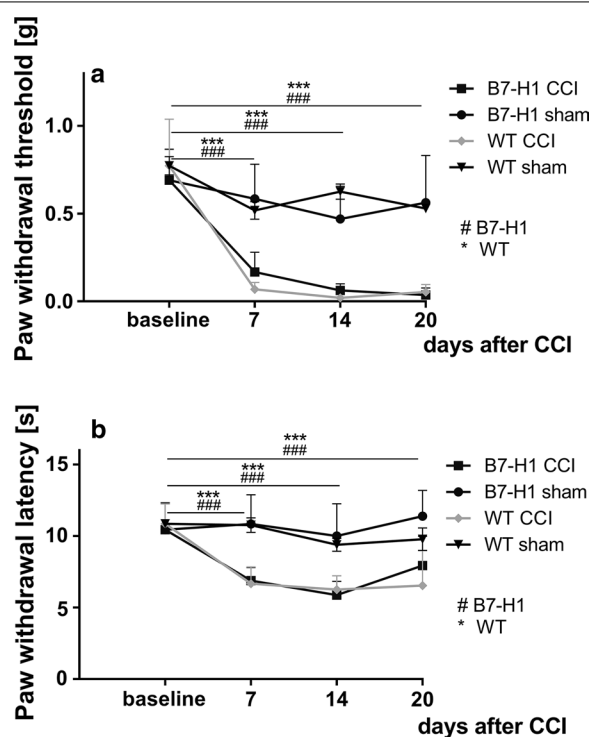 a
Paw withdrawal threshold [g]
1.0
0.5
0.0
***
###
***
###
***
###
B7-H1 CCI
B7-H1 sham
WT CCI
WT sham
# B7-H1
* WT
baseline 7 14 20
days after CCI
b
Paw withdrawal latency [s]
15
10
5
0
***
###
***
###
***
###
B7-H1 CCI
B7-H1 sham
WT CCI
WT sham
# B7-H1
* WT
baseline 7 14 20
days after CCI